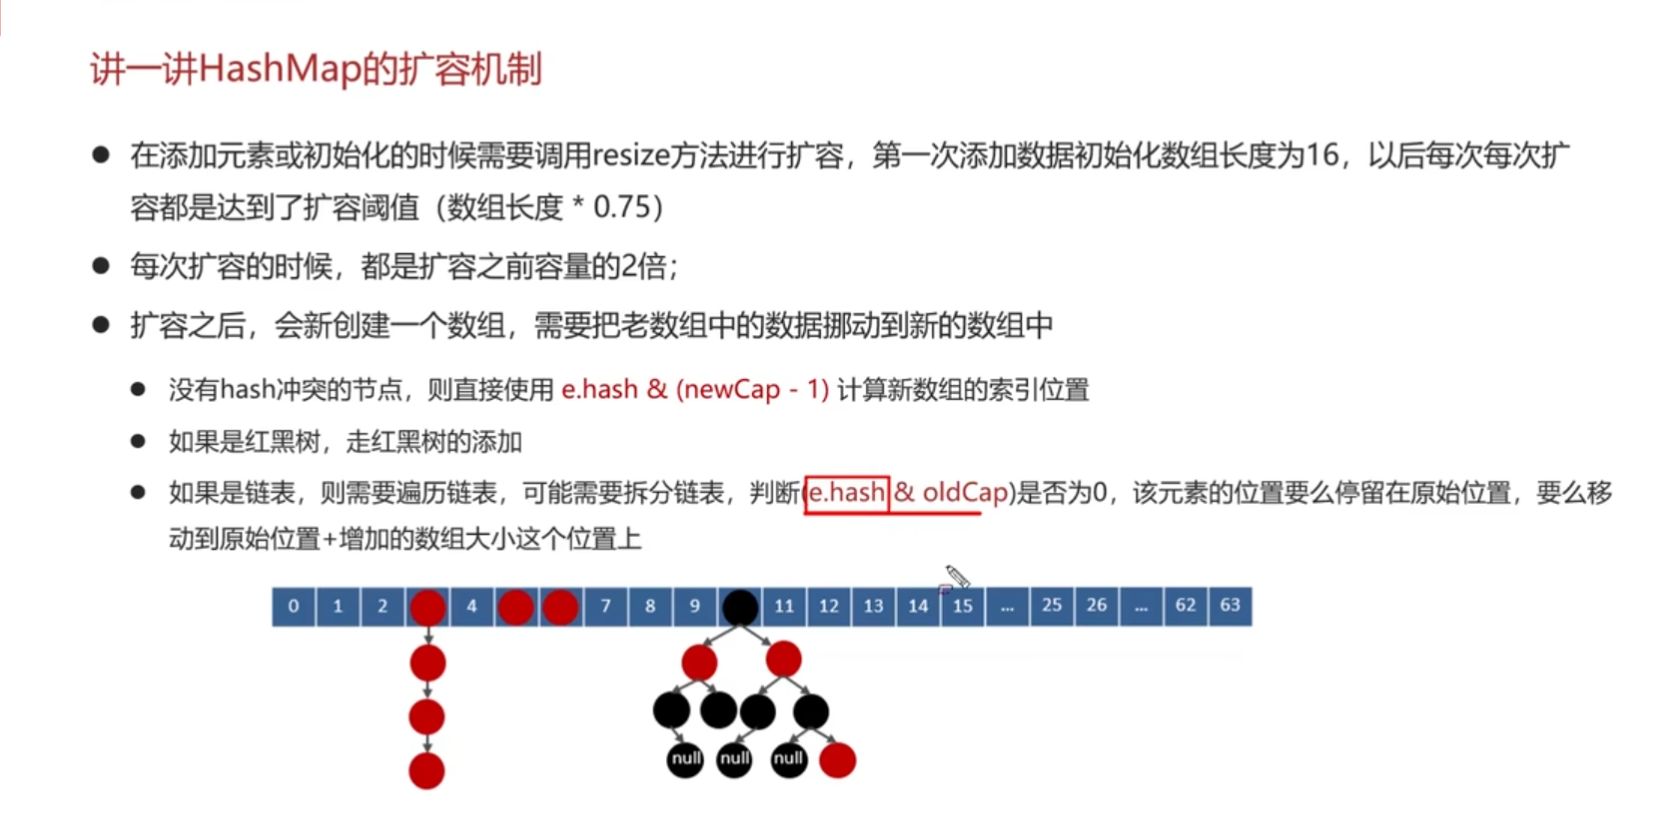 讲一讲HashMap的扩容机制
● 在添加元素或初始化的时候需要调用resize方法进行扩容，第一次添加数据初始化数组长度为16，以后每次每次扩
容都是达到了扩容阈值（数组长度 * 0.75）
● 每次扩容的时候，都是扩容之前容量的2倍；
● 扩容之后，会新创建一个数组，需要把老数组中的数据挪动到新的数组中
● 没有hash冲突的节点，则直接使用 e.hash & (newCap - 1) 计算新数组的索引位置
● 如果是红黑树，走红黑树的添加
● 如果是链表，则需要遍历链表，可能需要拆分链表，判断(e.hash & oldCap)是否为0，该元素的位置要么停留在原始位置，要么移
动到原始位置+增加的数组大小这个位置上
0 1 2 4 7 8 9 11 12 13 14 15 ... 25 26 ... 62 63
null null null